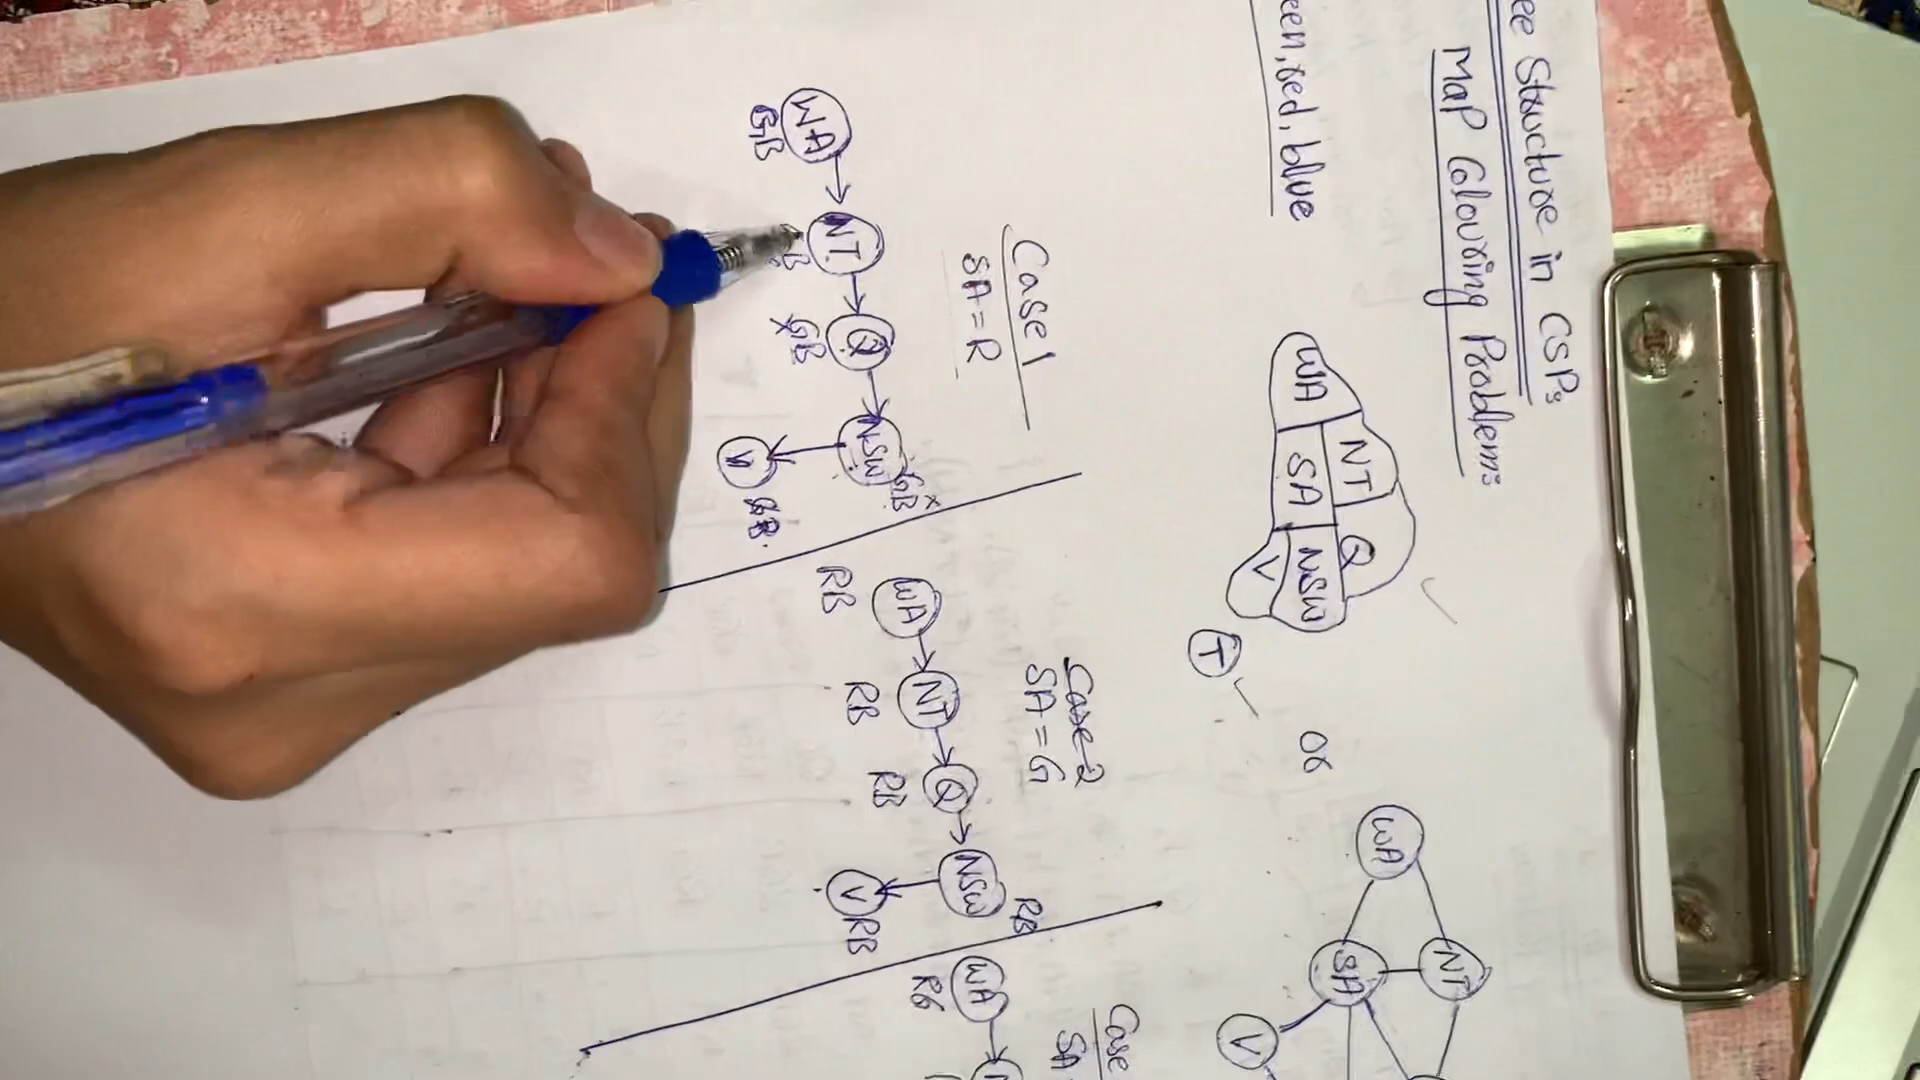 ee Structure in CSPs
Map Colouring Problems
een, red, blue
WA
NT
SA
Q
NSW
V
T
or
WA
SA
NT
V
Case 1
SA = R
WA
GB
NT
B
Q
GB
NSW
GB
V
GB
Case-2
SA = G
WA
RB
NT
RB
Q
RB
NSW
RB
V
RB
Case
SA
WA
RG